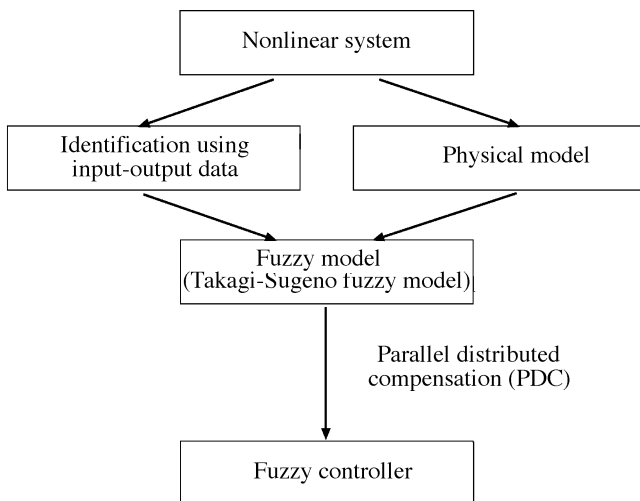 Nonlinear system
Identification using
input-output data
Physical model
Fuzzy model
(Takagi-Sugeno fuzzy model)
Parallel distributed
compensation (PDC)
Fuzzy controller